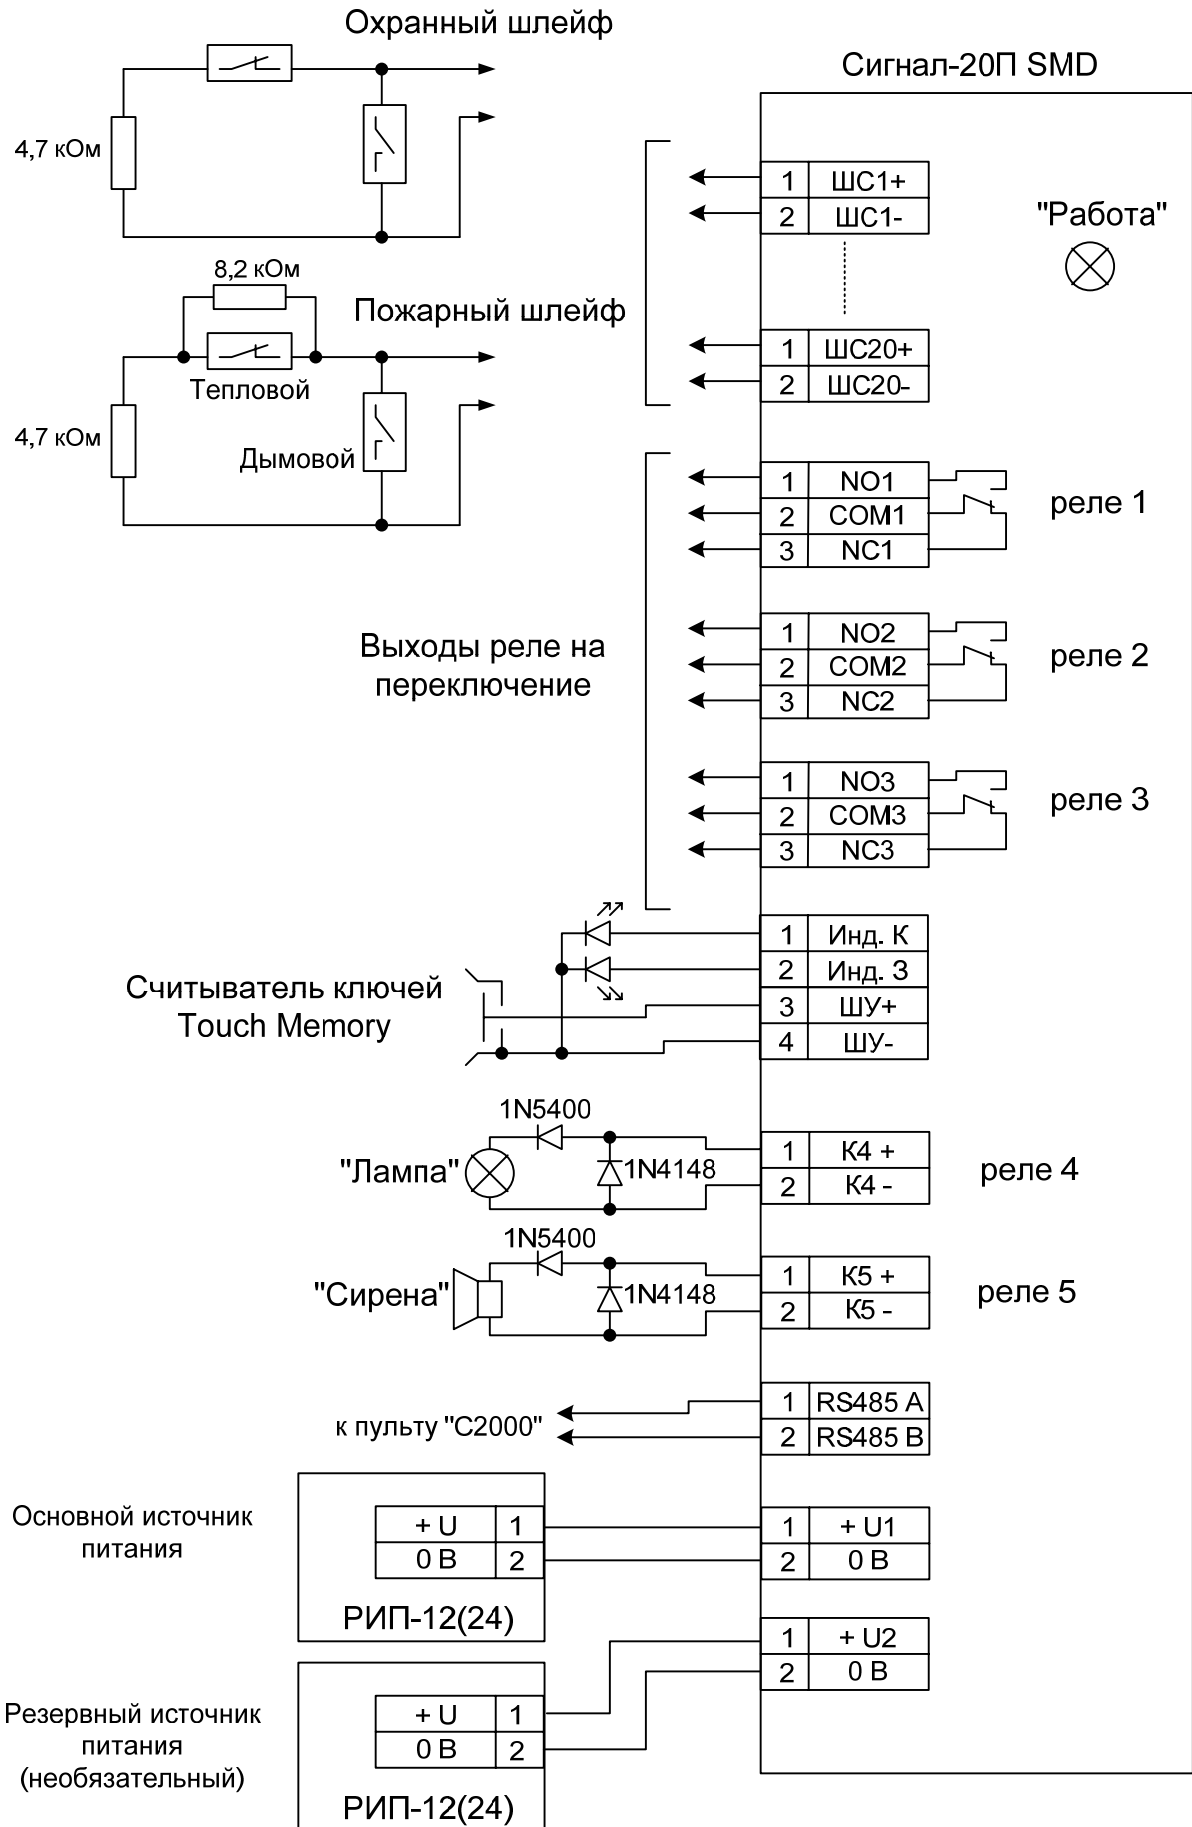 Охранный шлейф
4,7 кОм
8,2 кОм
Пожарный шлейф
Тепловой
4,7 кОм
Дымовой
Сигнал-20П SMD
"Работа"
1 ШС1+
2 ШС1-
1 ШС20+
2 ШС20-
Выходы реле на
переключение
1 NO1
2 COM1
3 NC1
реле 1
1 NO2
2 COM2
3 NC2
реле 2
1 NO3
2 COM3
3 NC3
реле 3
Считыватель ключей
Touch Memory
1 Инд. К
2 Инд. З
3 ШУ+
4 ШУ-
1N5400
"Лампа"
1N4148
1 К4 +
2 К4 -
реле 4
1N5400
"Сирена"
1N4148
1 К5 +
2 К5 -
реле 5
к пульту "С2000"
1 RS485 A
2 RS485 B
Основной источник
питания
+ U 1
0 В 2
РИП-12(24)
1 + U1
2 0 В
Резервный источник
питания
(необязательный)
+ U 1
0 В 2
РИП-12(24)
1 + U2
2 0 В